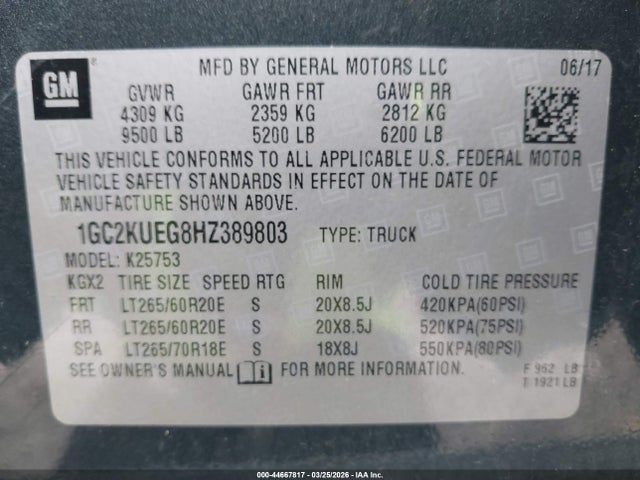 GM ®
MFD BY GENERAL MOTORS LLC 06/17
GVWR GAWR FRT GAWR RR
4309 KG 2359 KG 2812 KG
9500 LB 5200 LB 6200 LB
THIS VEHICLE CONFORMS TO ALL APPLICABLE U.S. FEDERAL MOTOR
VEHICLE SAFETY STANDARDS IN EFFECT ON THE DATE OF
MANUFACTURE SHOWN ABOVE.
1GC2KUEG8HZ389803 TYPE: TRUCK
MODEL: K25753
KGX2 TIRE SIZE SPEED RTG RIM COLD TIRE PRESSURE
FRT LT265/60R20E S 20X8.5J 420KPA(60PSI)
RR LT265/60R20E S 20X8.5J 520KPA(75PSI)
SPA LT265/70R18E S 18X8J 550KPA(80PSI)
SEE OWNER'S MANUAL i FOR MORE INFORMATION.
F 962 LB
T 1921 LB
000-44667817 - 03/25/2026 - IAA Inc.